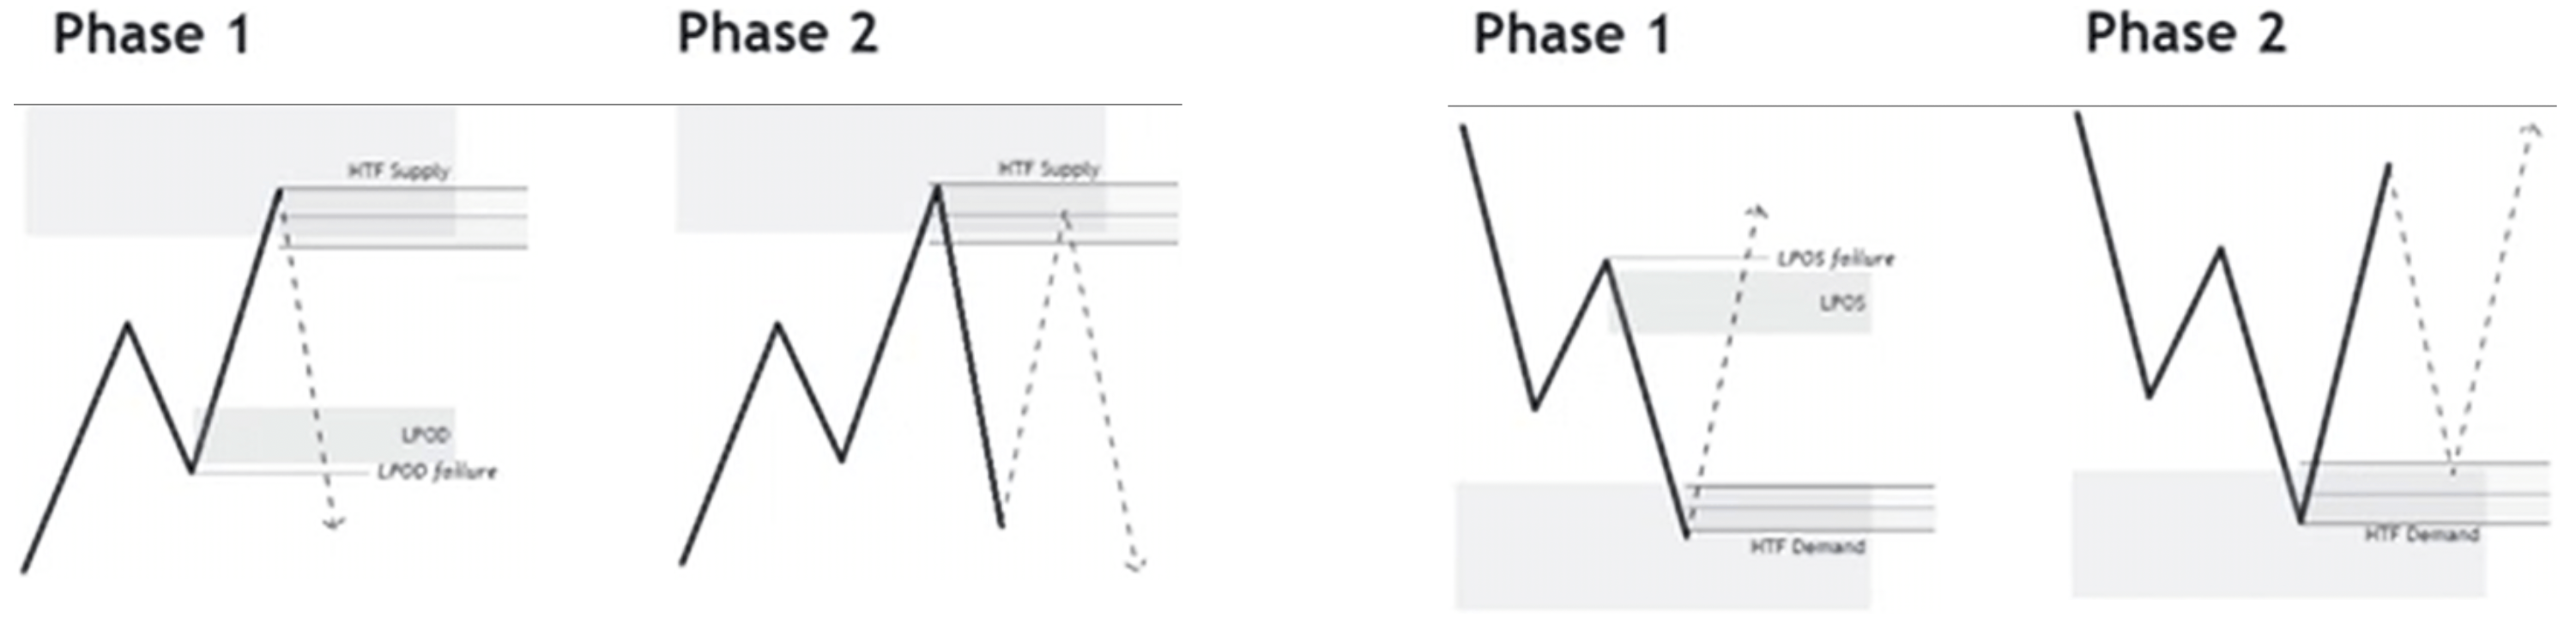 Phase 1
Phase 2
Phase 1
Phase 2
HTF Supply
LPOD
LPOD failure
HTF Supply
LPOS failure
LPOS
HTF Demand
HTF Demand